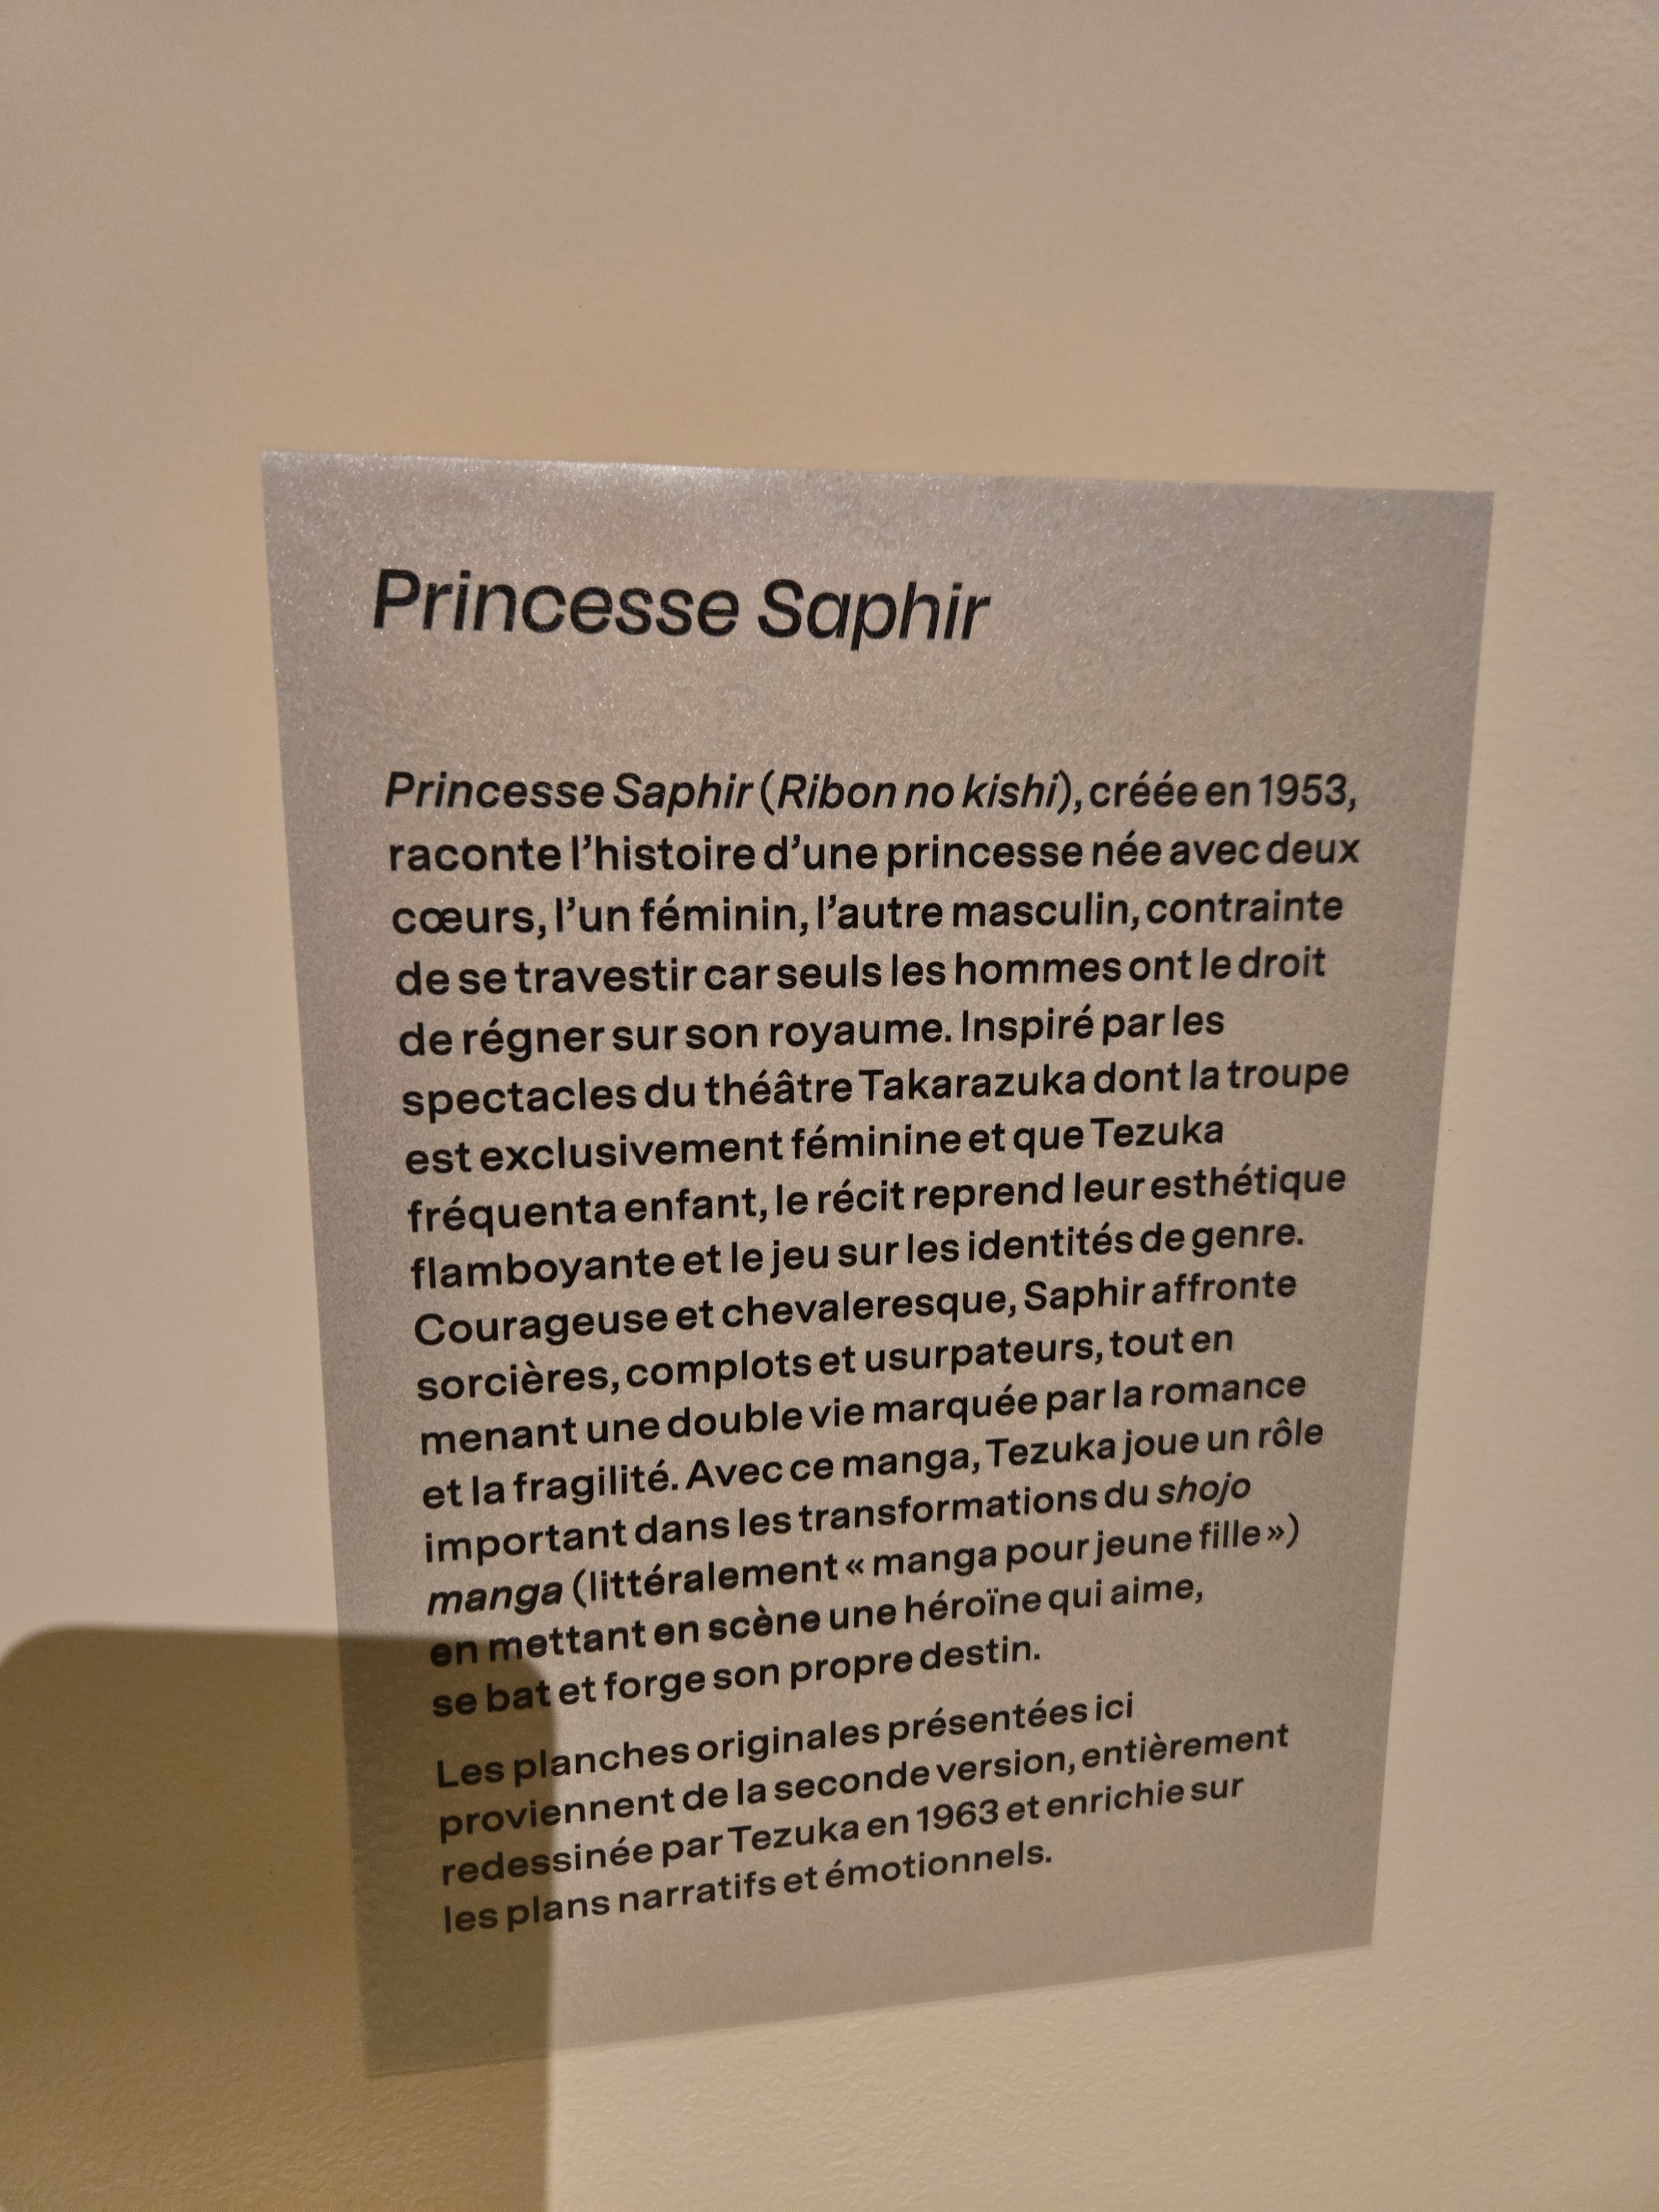 Princesse Saphir
Princesse Saphir (Ribon no kishi), créée en 1953,
raconte l’histoire d’une princesse née avec deux
cœurs, l’un féminin, l’autre masculin, contrainte
de se travestir car seuls les hommes ont le droit
de régner sur son royaume. Inspiré par les
spectacles du théâtre Takarazuka dont la troupe
est exclusivement féminine et que Tezuka
fréquenta enfant, le récit reprend leur esthétique
flamboyante et le jeu sur les identités de genre.
Courageuse et chevaleresque, Saphir affronte
sorcières, complots et usurpateurs, tout en
menant une double vie marquée par la romance
et la fragilité. Avec ce manga, Tezuka joue un rôle
important dans les transformations du shojo
manga (littéralement « manga pour jeune fille »)
en mettant en scène une héroïne qui aime,
se bat et forge son propre destin.
Les planches originales présentées ici
proviennent de la seconde version, entièrement
redessinée par Tezuka en 1963 et enrichie sur
les plans narratifs et émotionnels.